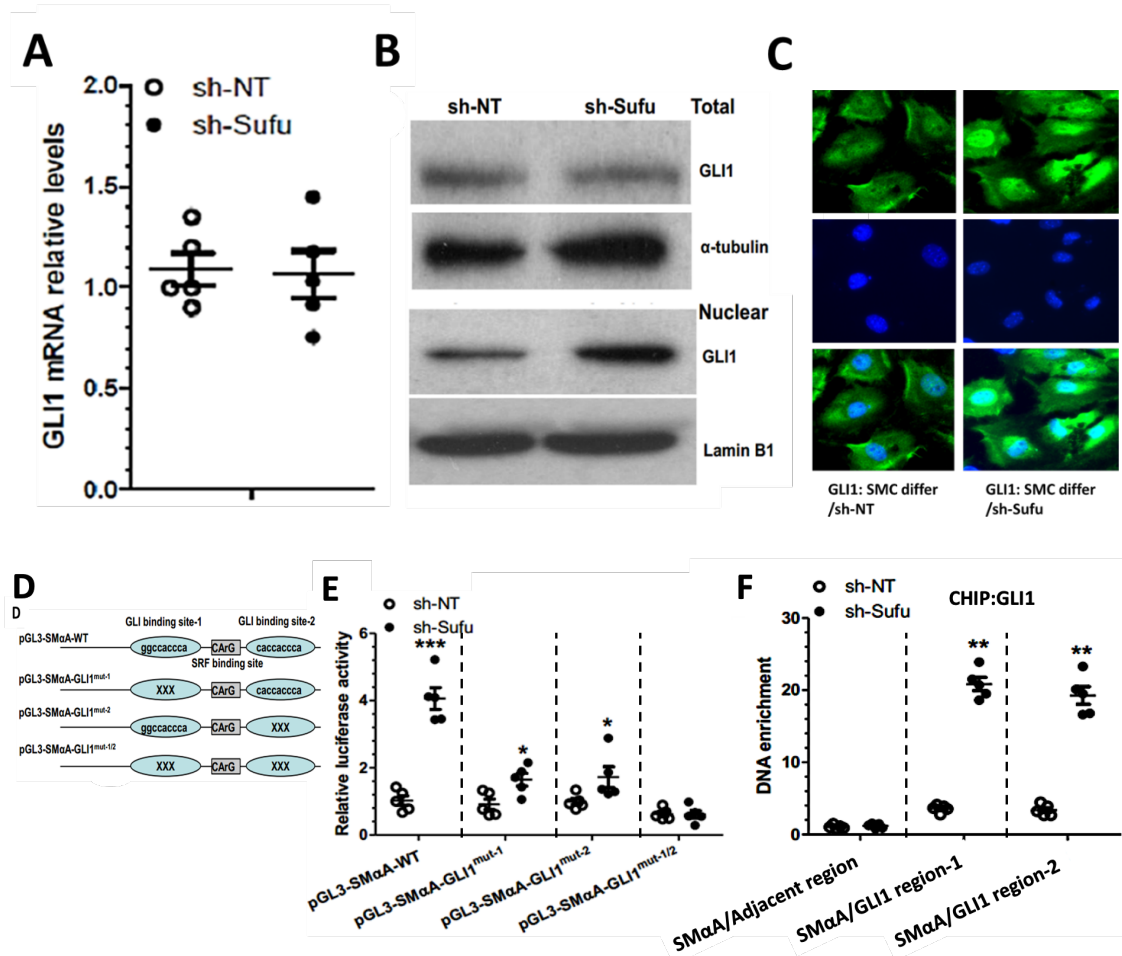 A
2.0
sh-NT
sh-Sufu
1.5
1.0
0.5
0.0
GLI1 mRNA relative levels
B
sh-NT sh-Sufu Total
GLI1
α-tubulin
Nuclear
GLI1
Lamin B1
C
GLI1: SMC differ
/sh-NT
GLI1: SMC differ
/sh-Sufu
D
D
GLI binding site-1 GLI binding site-2
pGL3-SMαA-WT
ggccaccca CArG caccaccca
SRF binding site
pGL3-SMαA-GLI1mut-1
XXX CArG caccaccca
pGL3-SMαA-GLI1mut-2
ggccaccca CArG XXX
pGL3-SMαA-GLI1mut-1/2
XXX CArG XXX
E
sh-NT
sh-Sufu
6
4
2
0
Relative luciferase activity
***
*
*
pGL3-SMαA-WT
pGL3-SMαA-GLI1mut-1
pGL3-SMαA-GLI1mut-2
pGL3-SMαA-GLI1mut-1/2
F
sh-NT
sh-Sufu
CHIP:GLI1
30
20
10
0
DNA enrichment
**
**
SMαA/Adjacent region
SMαA/GLI1 region-1
SMαA/GLI1 region-2